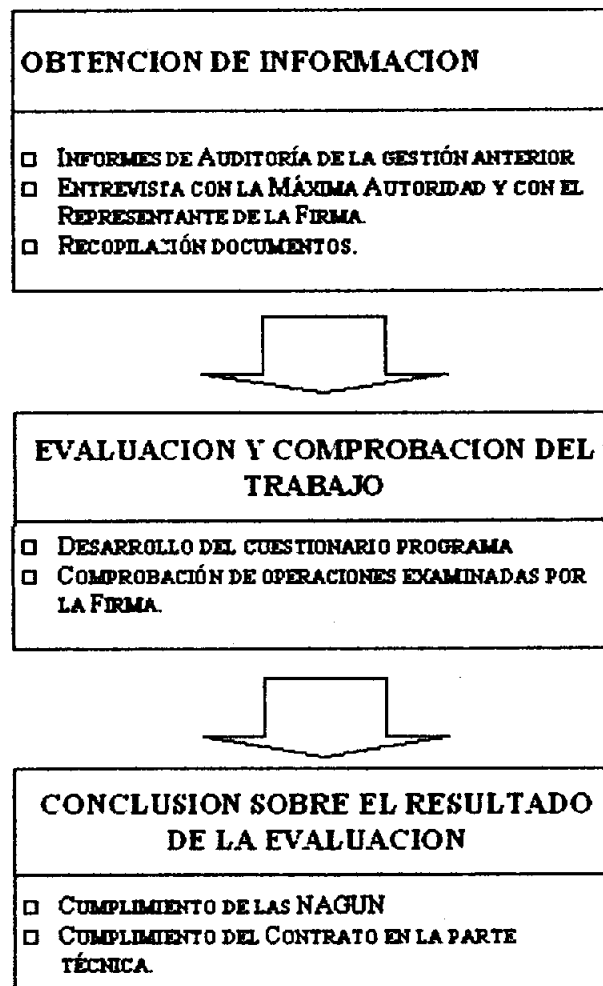 OBTENCION DE INFORMACION
□ INFORMES DE AUDITORÍA DE LA GESTIÓN ANTERIOR
□ ENTREVISTA CON LA MÁXIMA AUTORIDAD Y CON EL
REPRESENTANTE DE LA FIRMA.
□ RECOPILACIÓN DOCUMENTOS.
EVALUACION Y COMPROBACION DEL
TRABAJO
□ DESARROLLO DEL CUESTIONARIO PROGRAMA
□ COMPROBACIÓN DE OPERACIONES EXAMINADAS POR
LA FIRMA.
CONCLUSION SOBRE EL RESULTADO
DE LA EVALUACION
□ CUMPLIMIENTO DE LAS NAGUN
□ CUMPLIMIENTO DEL CONTRATO EN LA PARTE
TÉCNICA.